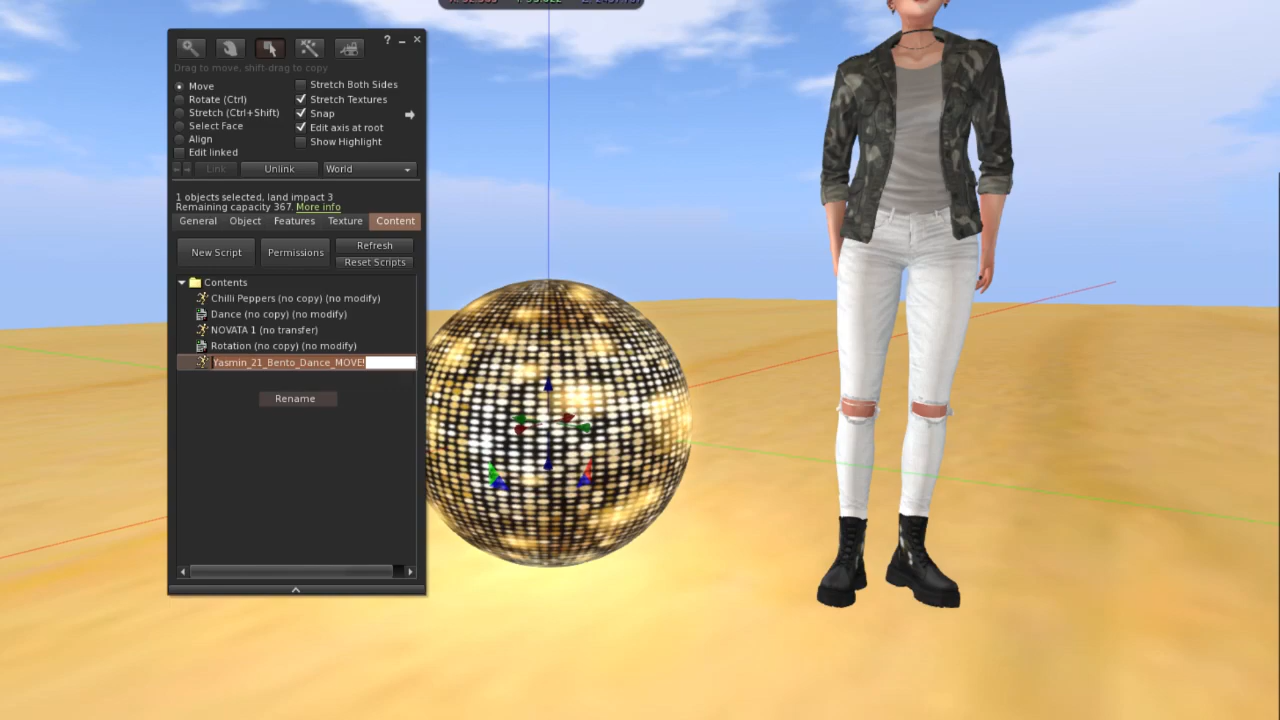 ? _ ×
Drag to move, shift-drag to copy
Move
Stretch Both Sides
Rotate (Ctrl)
Stretch Textures
Stretch (Ctrl+Shift)
Snap
Select Face
Edit axis at root
Align
Show Highlight
Edit linked
Link
Unlink
World
1 objects selected, land impact 3
Remaining capacity 367. More info
General Object Features Texture Content
New Script
Permissions
Refresh
Reset Scripts
Contents
Chilli Peppers (no copy) (no modify)
Dance (no copy) (no modify)
NOVATA 1 (no transfer)
Rotation (no copy) (no modify)
Yasmin_21_Bento_Dance_MOVE!
Rename